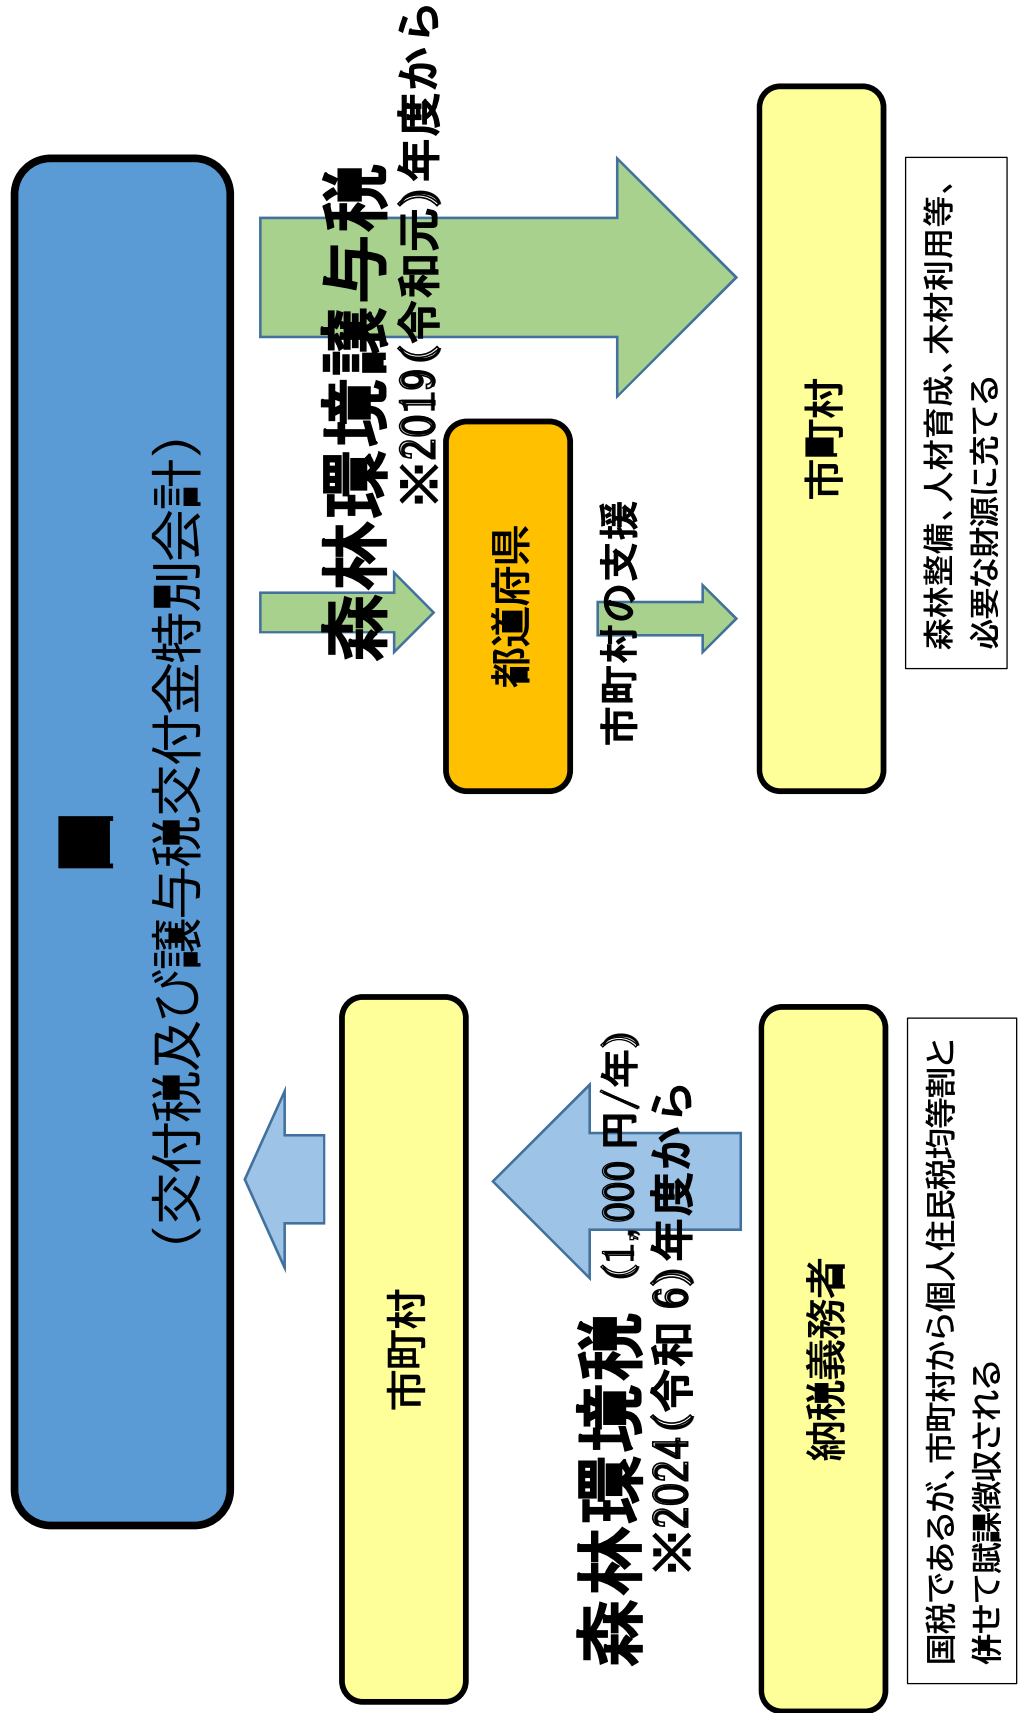 (交付税及び譲与税交付金特別会計)
市町村
森林環境税 (1,000円/年)
※2024(令和6)年度から
納税義務者
国税であるが、市町村から個人住民税均等割と
併せて賦課徴収される
森林環境譲与税
※2019(令和元)年度から
都道府県
市町村の支援
市町村
森林整備、人材育成、木材利用等、
必要な財源に充てる